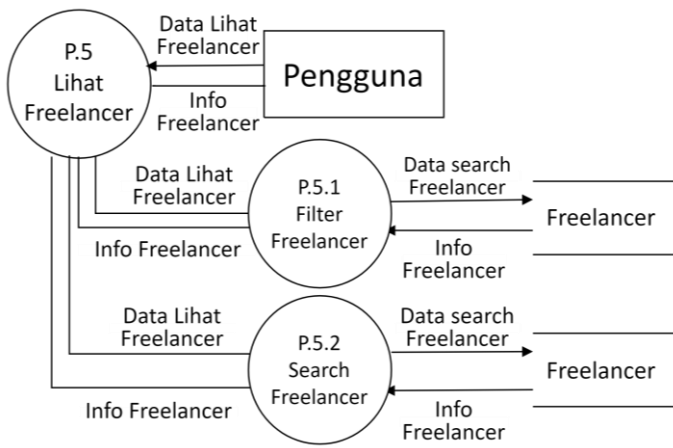 P.5
Lihat
Freelancer
Data Lihat
Freelancer
Info
Freelancer
Pengguna
Data Lihat
Freelancer
Info Freelancer
P.5.1
Filter
Freelancer
Data search
Freelancer
Info
Freelancer
Freelancer
Data Lihat
Freelancer
Info Freelancer
P.5.2
Search
Freelancer
Data search
Freelancer
Info
Freelancer
Freelancer